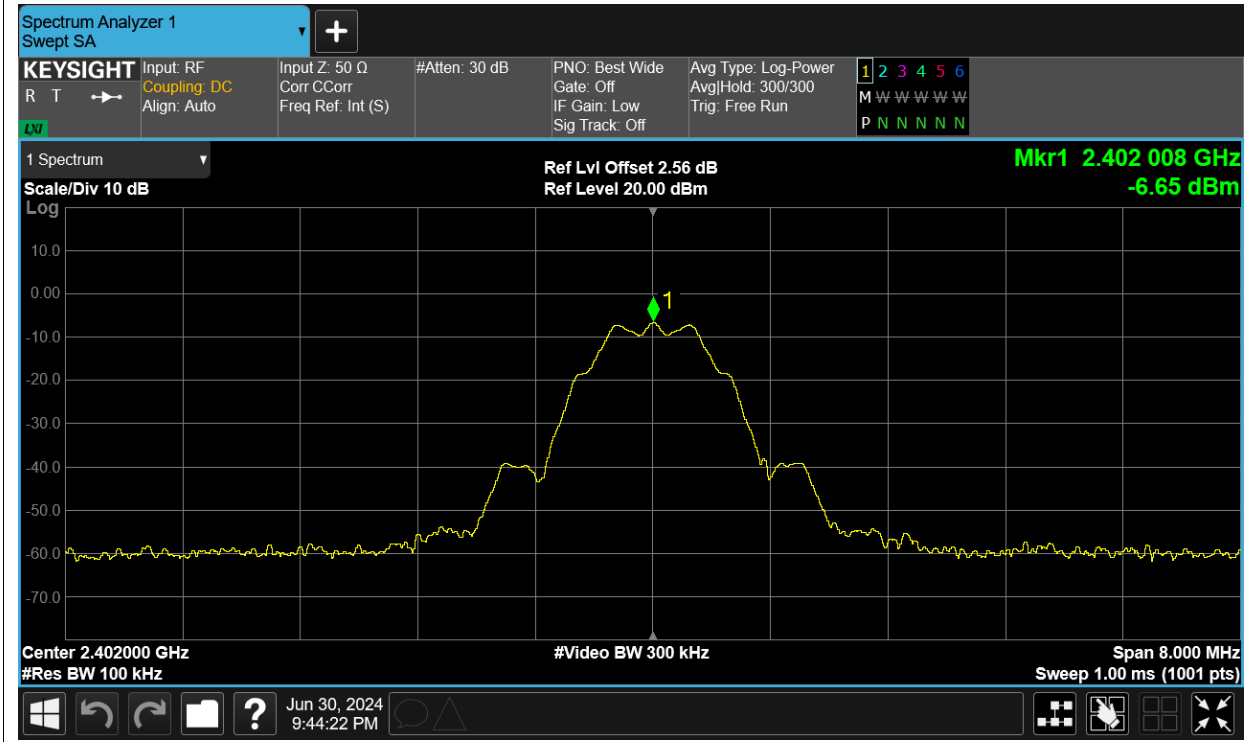 Spectrum Analyzer 1
Swept SA
KEYSIGHT
R T
LXI
Input: RF
Coupling: DC
Align: Auto
Input Z: 50 Ω
Corr CCorr
Freq Ref: Int (S)
#Atten: 30 dB
PNO: Best Wide
Gate: Off
IF Gain: Low
Sig Track: Off
Avg Type: Log-Power
Avg|Hold: 300/300
Trig: Free Run
1 2 3 4 5 6
M W W W W W
P N N N N N
1 Spectrum
Scale/Div 10 dB
Log
Ref Lvl Offset 2.56 dB
Ref Level 20.00 dBm
Mkr1 2.402 008 GHz
-6.65 dBm
10.0
0.00
1
-10.0
-20.0
-30.0
-40.0
-50.0
-60.0
-70.0
Center 2.402000 GHz
#Res BW 100 kHz
#Video BW 300 kHz
Span 8.000 MHz
Sweep 1.00 ms (1001 pts)
?
Jun 30, 2024
9:44:22 PM